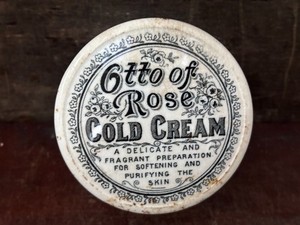 Otto of
Rose
COLD CREAM
A DELICATE AND
FRAGRANT PREPARATION
FOR SOFTENING AND
PURIFYING THE
SKIN